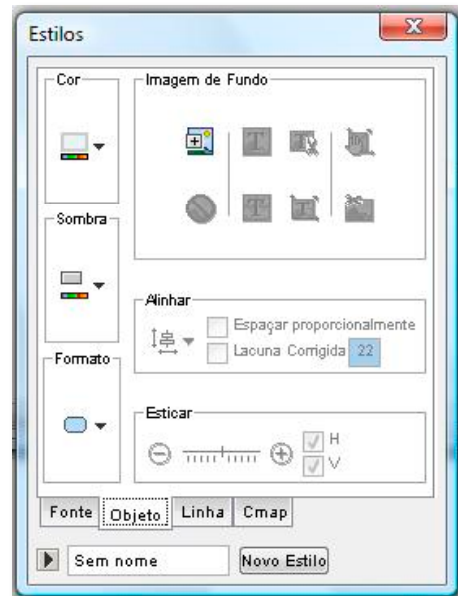 Estilos
Cor
Imagem de Fundo
Sombra
Alinhar
Espaçar proporcionalmente
Lacuna Corrigida 22
Formato
Esticar
H
V
Fonte Objeto Linha Cmap
Sem nome Novo Estilo